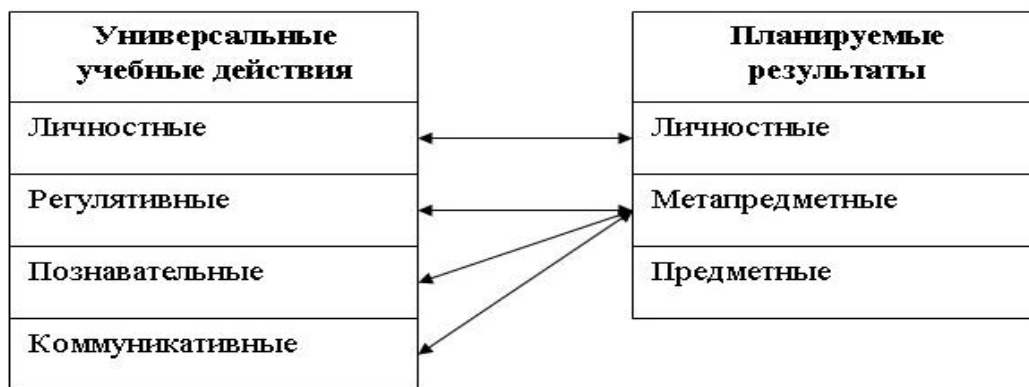 Универсальные
учебные действия
Личностные
Регулятивные
Познавательные
Коммуникативные
Планируемые
результаты
Личностные
Метапредметные
Предметные